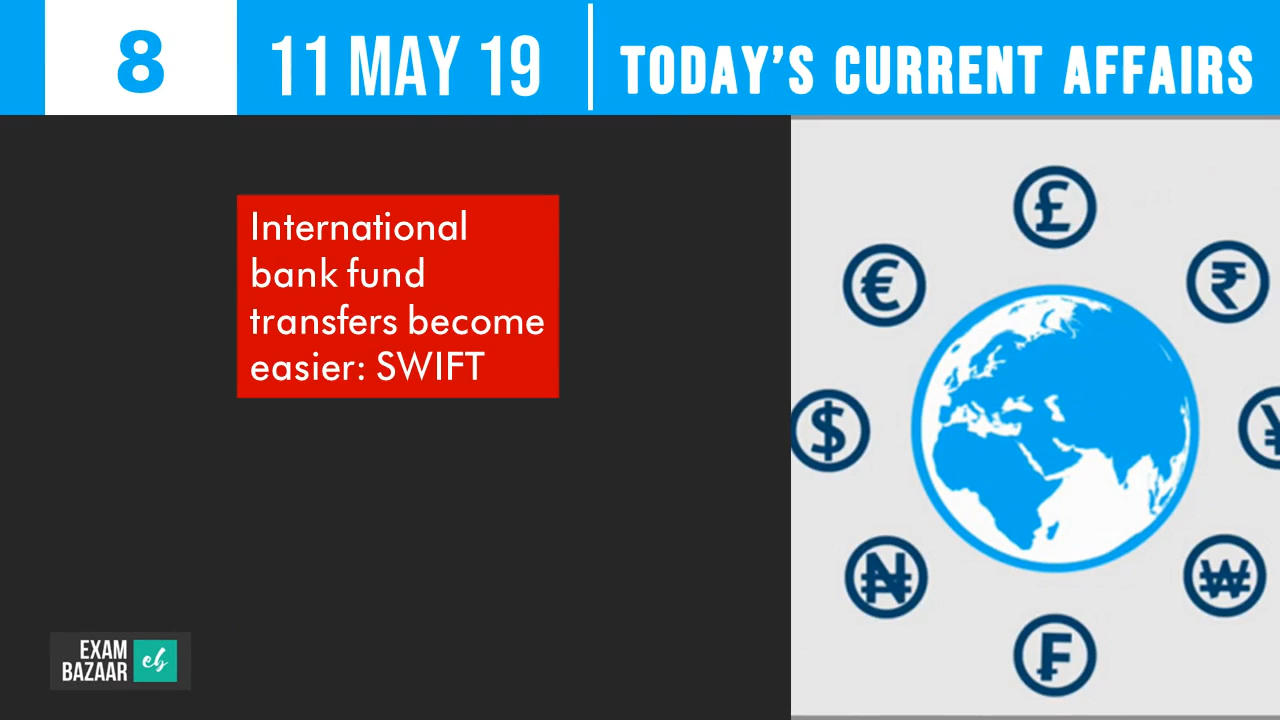 8
11 MAY 19
TODAY'S CURRENT AFFAIRS
International
bank fund
transfers become
easier: SWIFT
£
€
₹
$
¥
₦
₩
₣
EXAM
BAZAAR
eb